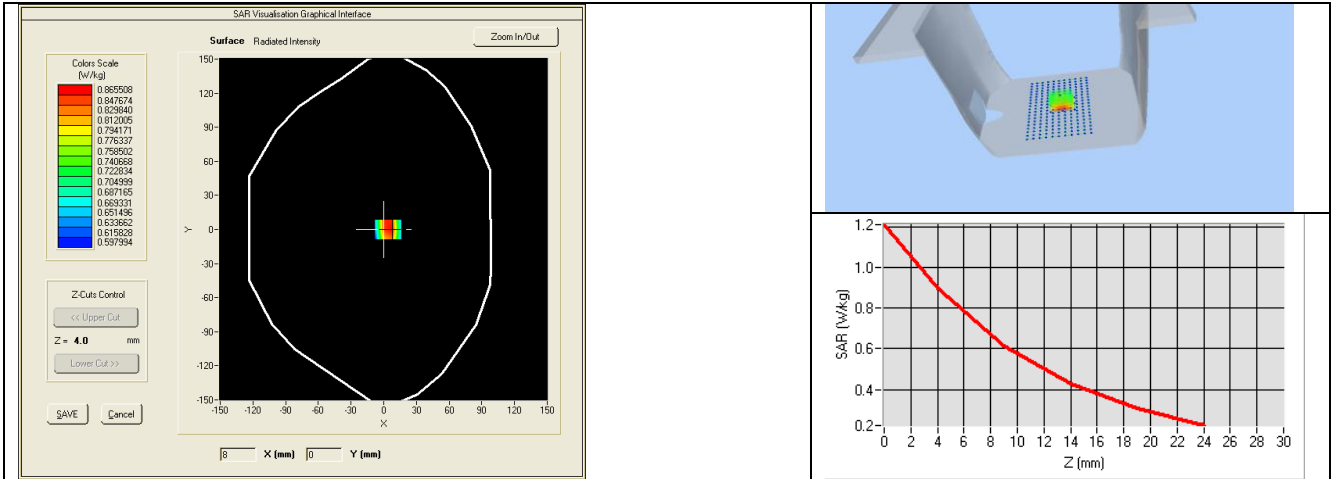 SAR Visualisation Graphical Interface
Surface Radiated Intensity
Zoom In/Out
Colors Scale
(W/kg)
0.865508
0.847674
0.829840
0.812005
0.794171
0.776337
0.758502
0.740668
0.722834
0.704999
0.687165
0.669331
0.651496
0.633662
0.615828
0.597994
Z-Cuts Control
<< Upper Cut
Z = 4.0 mm
Lower Cut >>
SAVE Cancel
150-
120-
90-
60-
30-
0-
-30-
-60-
-90-
-120-
-150-
Y
-150 -120 -90 -60 -30 0 30 60 90 120 150
X
8 X (mm) 0 Y (mm)
1.2-
1.0-
0.8-
0.6-
0.4-
0.2-
SAR (W/kg)
0 2 4 6 8 10 12 14 16 18 20 22 24 26 28 30
Z (mm)